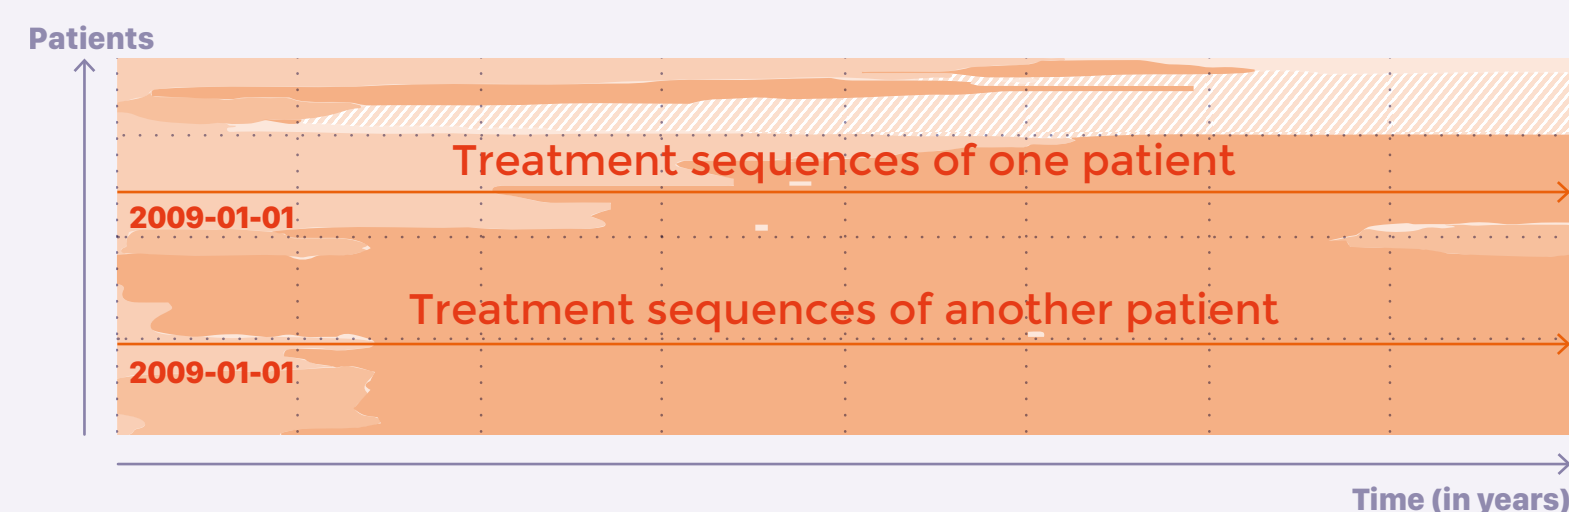 Patients
Treatment sequences of one patient
2009-01-01
Treatment sequences of another patient
2009-01-01
Time (in years)